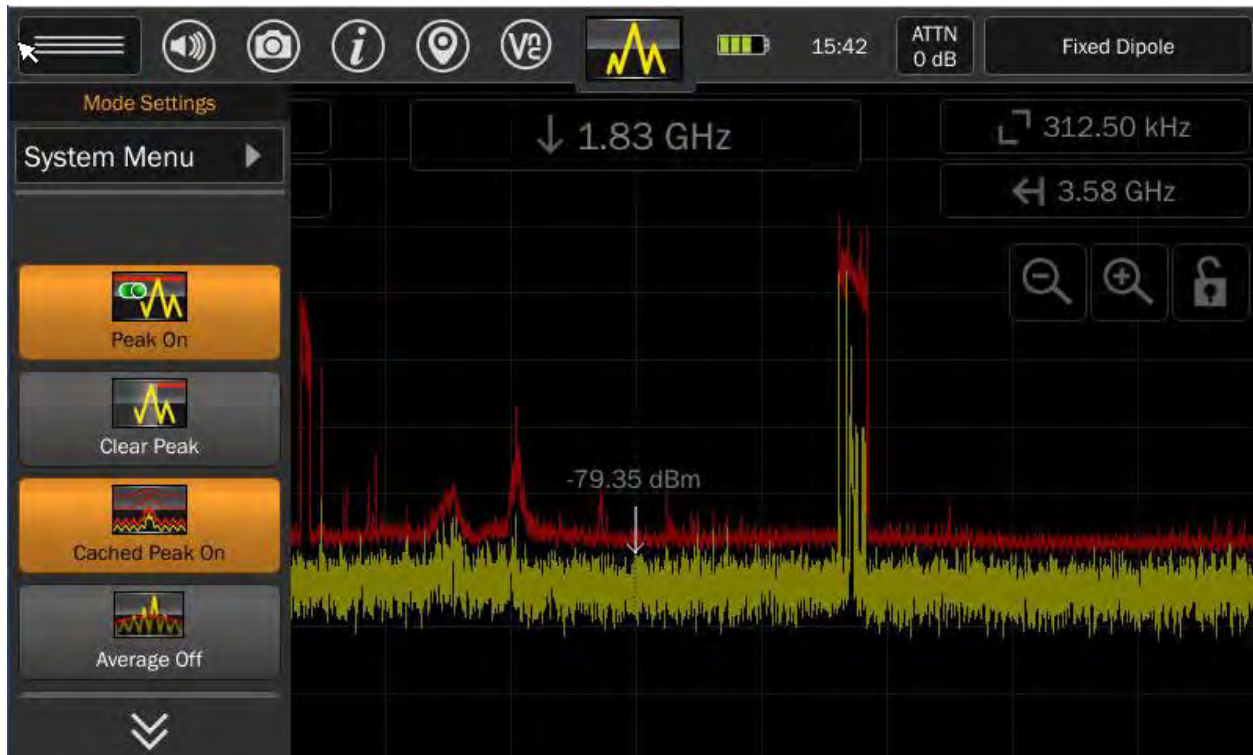 15:42
ATTN
0 dB
Fixed Dipole
Mode Settings
System Menu
1.83 GHz
312.50 kHz
3.58 GHz
Peak On
Clear Peak
-79.35 dBm
Cached Peak On
Average Off